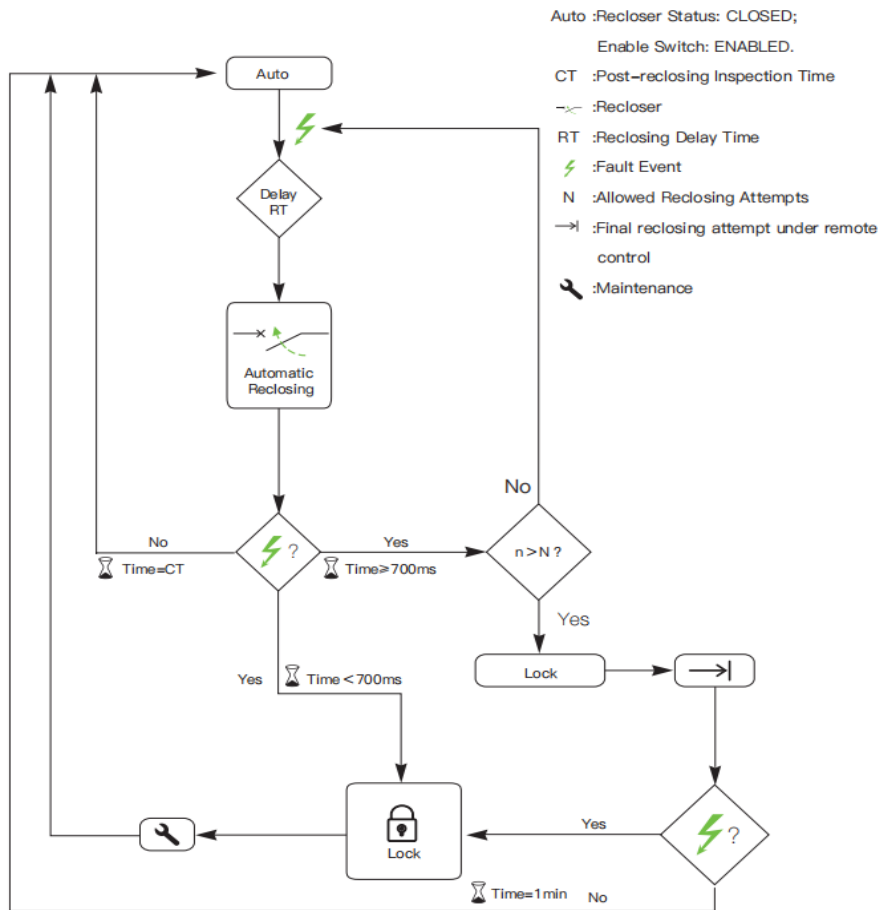 Auto :Recloser Status: CLOSED;
Enable Switch: ENABLED.
CT :Post-reclosing Inspection Time
:Recloser
RT :Reclosing Delay Time
:Fault Event
N :Allowed Reclosing Attempts
:Final reclosing attempt under remote
control
:Maintenance
Auto
Delay
RT
Automatic
Reclosing
No
Time=CT
?
Yes
Time≥700ms
No
n>N ?
Yes
Lock
Yes
Time<700ms
Lock
Yes
?
Time=1min
No